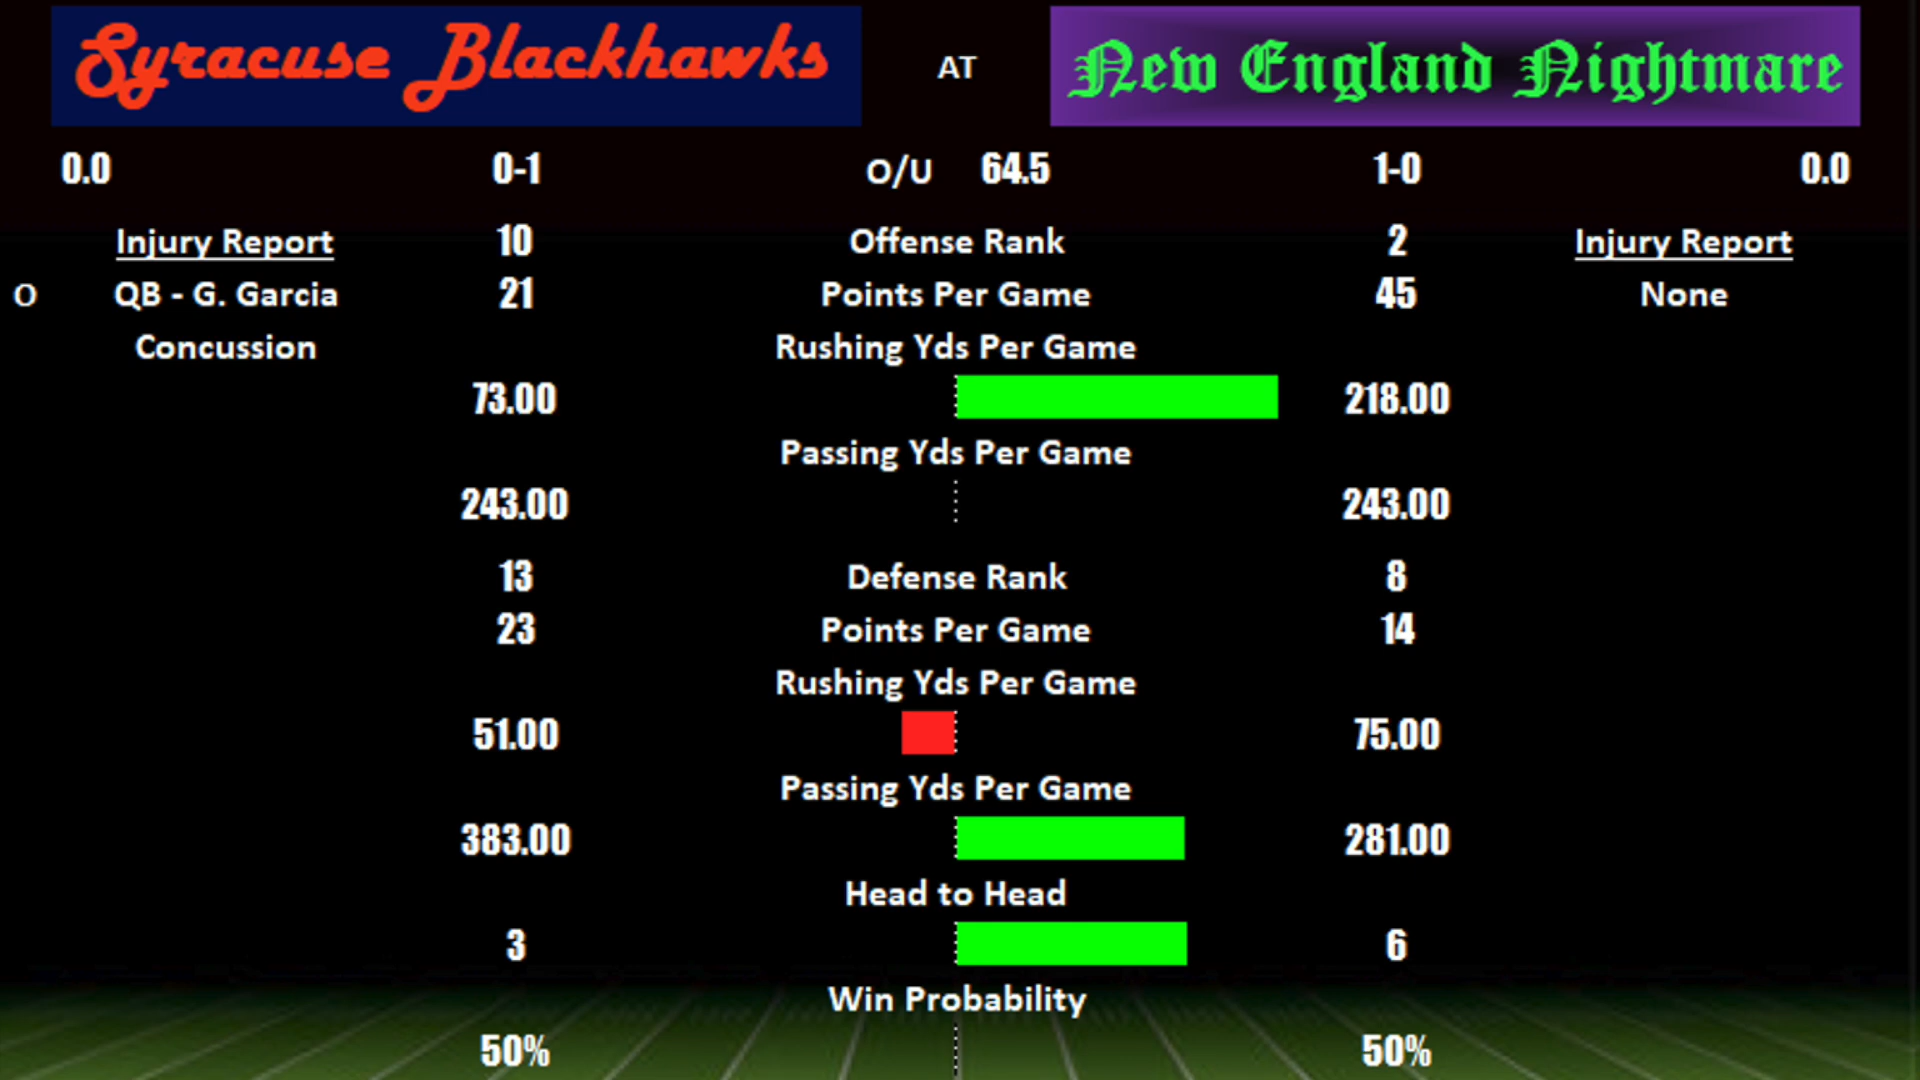 Syracuse Blackhawks AT New England Nightmare
0.0 0-1 O/U 64.5 1-0 0.0
Injury Report 10 Offense Rank 2 Injury Report
O QB - G. Garcia 21 Points Per Game 45 None
Concussion Rushing Yds Per Game
73.00 218.00
Passing Yds Per Game
243.00 243.00
13 Defense Rank 8
23 Points Per Game 14
Rushing Yds Per Game
51.00 75.00
Passing Yds Per Game
383.00 281.00
Head to Head
3 6
Win Probability
50% 50%